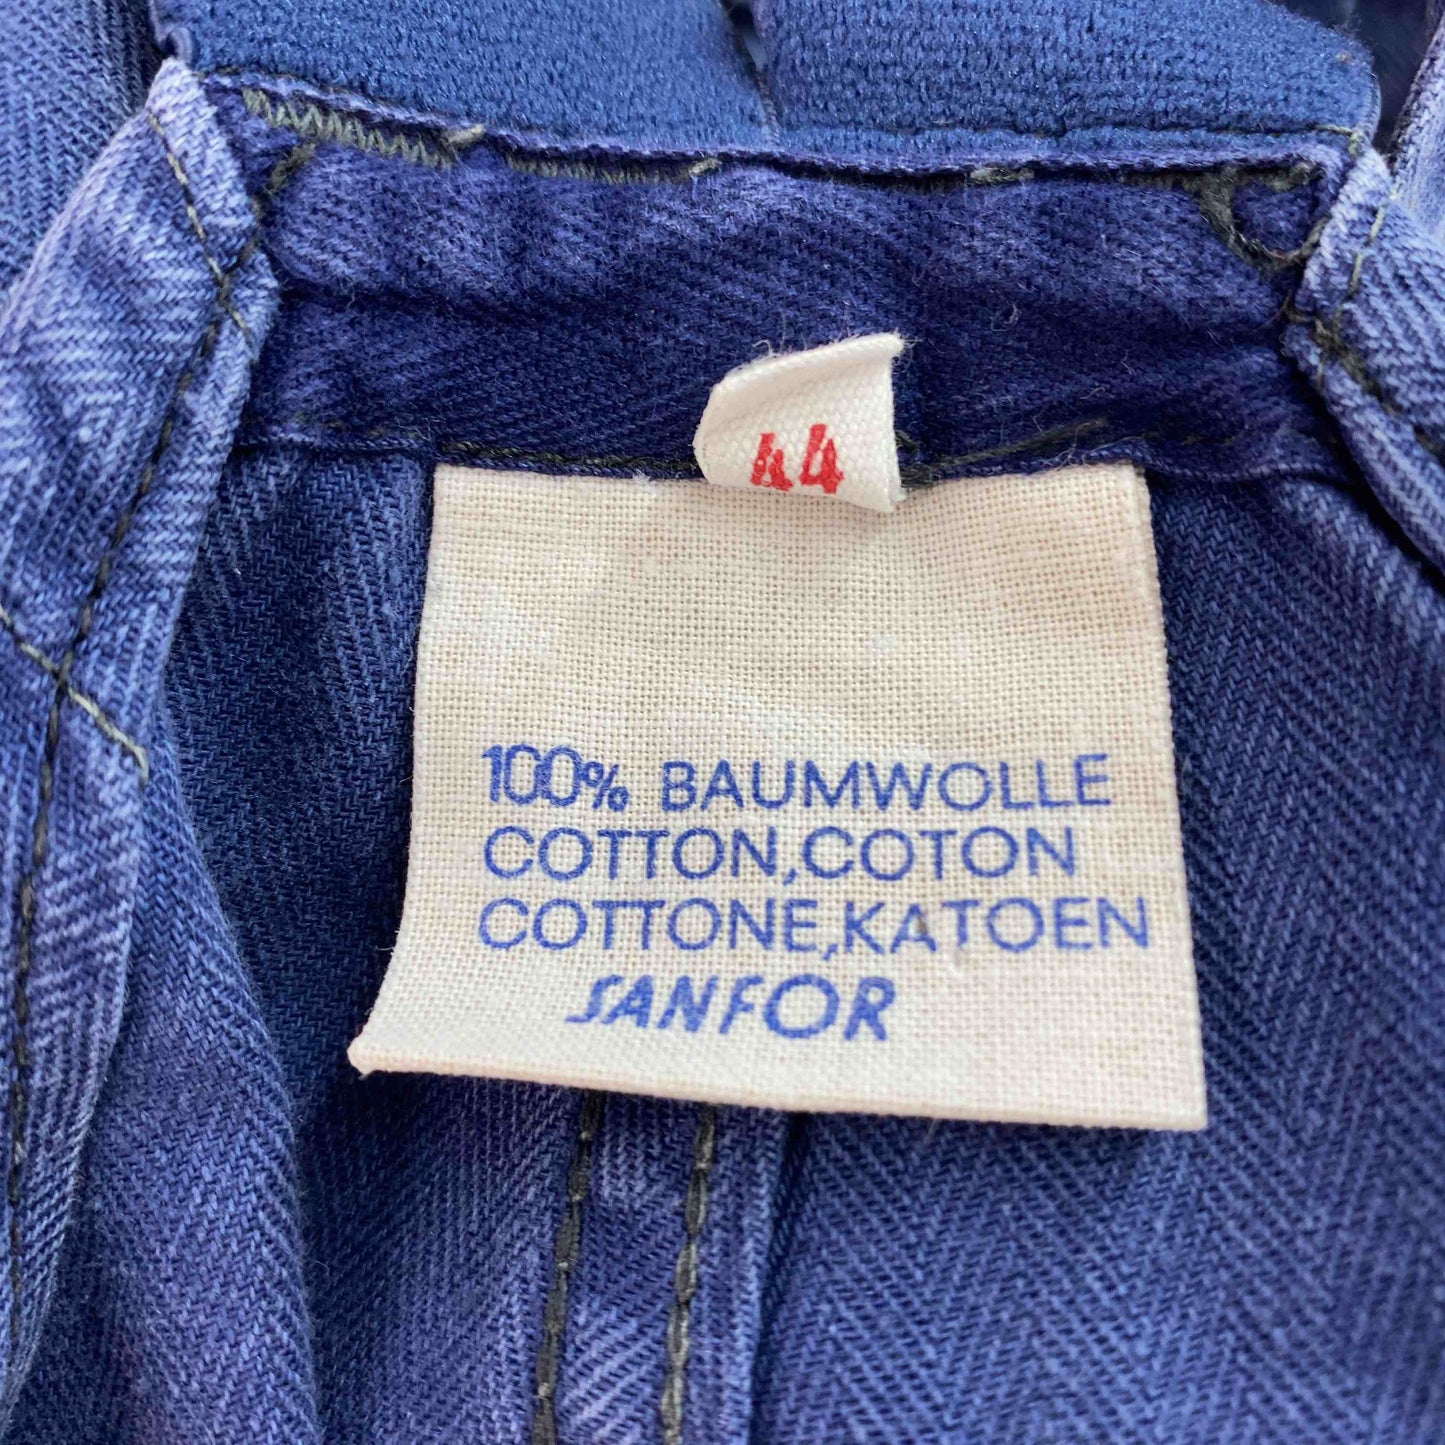 44
100% BAUMWOLLE
COTTON,COTON
COTTONE,KATOEN
SANFOR